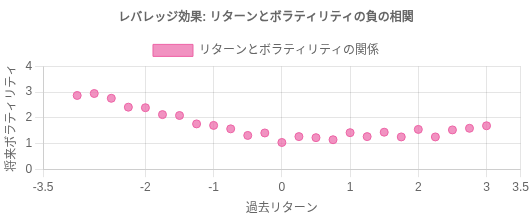 レバレッジ効果: リターンとボラティリティの負の相関
リターンとボラティリティの関係
将来ボラティリティ
4
3
2
1
0
-3.5 -2 -1 0 1 2 3 3.5
過去リターン